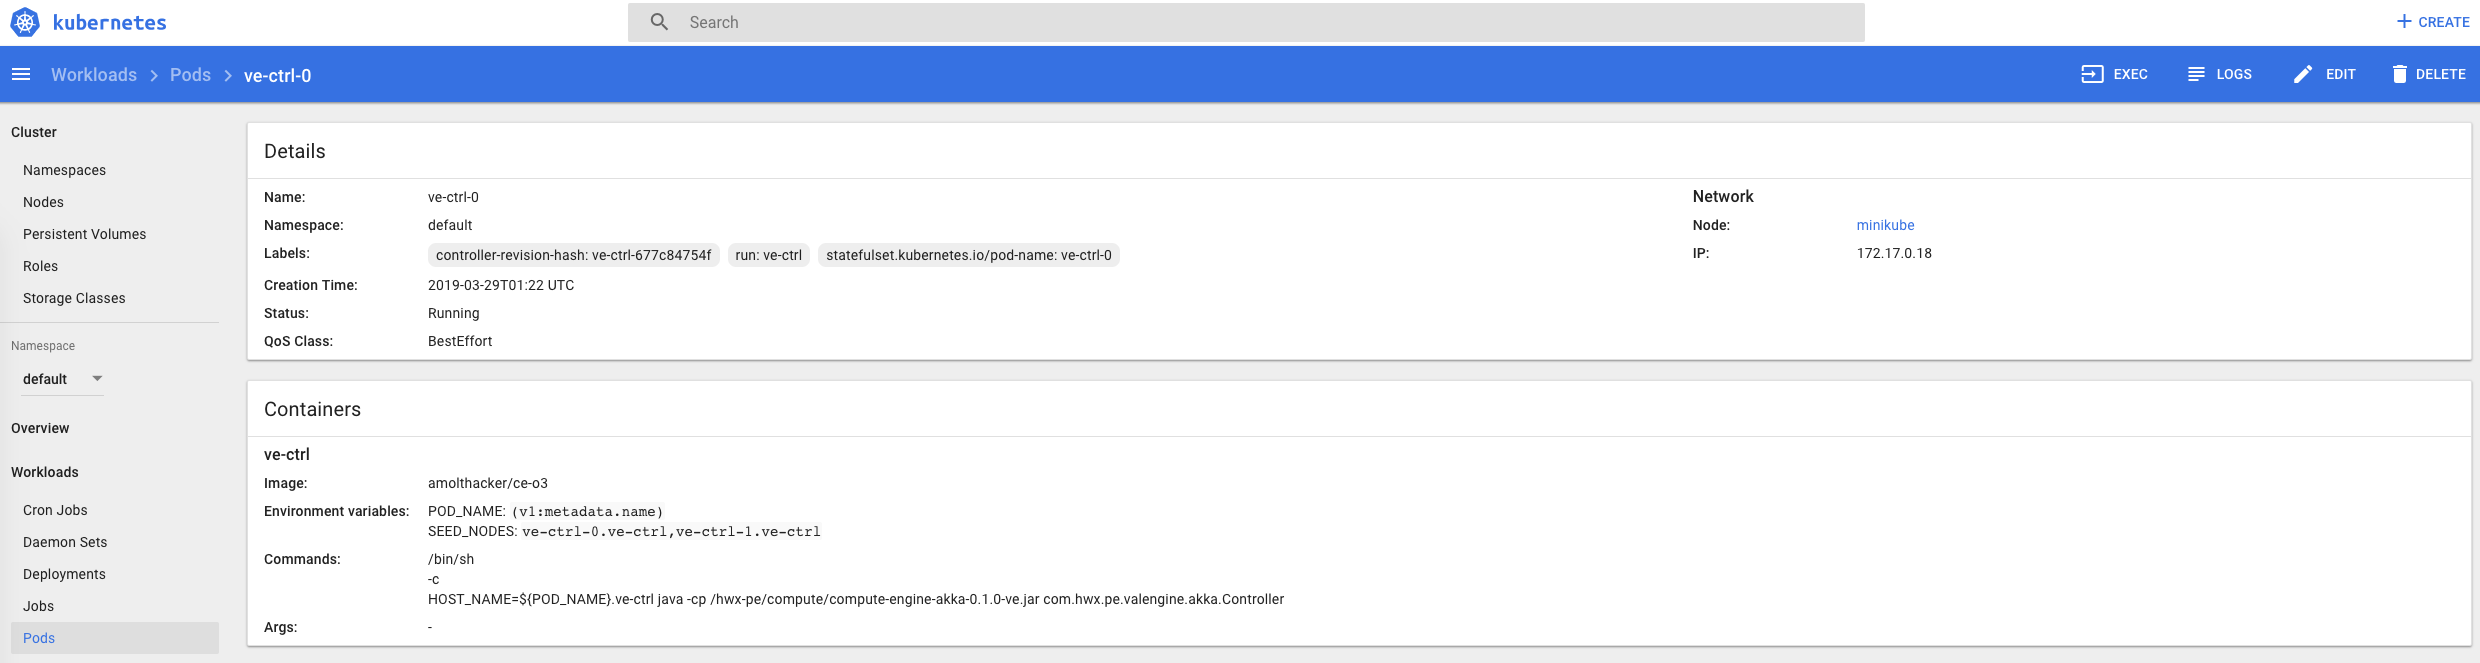 kubernetes
Search
CREATE
Workloads > Pods > ve-ctrl-0
EXEC
LOGS
EDIT
DELETE
Cluster
Namespaces
Nodes
Persistent Volumes
Roles
Storage Classes
Namespace
default
Overview
Workloads
Cron Jobs
Daemon Sets
Deployments
Jobs
Pods
Details
Name: ve-ctrl-0
Namespace: default
Labels: controller-revision-hash: ve-ctrl-677c84754f run: ve-ctrl statefulset.kubernetes.io/pod-name: ve-ctrl-0
Creation Time: 2019-03-29T01:22 UTC
Status: Running
QoS Class: BestEffort
Network
Node: minikube
IP: 172.17.0.18
Containers
ve-ctrl
Image: amolthacker/ce-o3
Environment variables: POD_NAME: (v1:metadata.name)
SEED_NODES: ve-ctrl-0.ve-ctrl,ve-ctrl-1.ve-ctrl
Commands: /bin/sh
-c
HOST_NAME=${POD_NAME}.ve-ctrl java -cp /hwx-pe/compute/compute-engine-akka-0.1.0-ve.jar com.hwx.pe.valengine.akka.Controller
Args: -